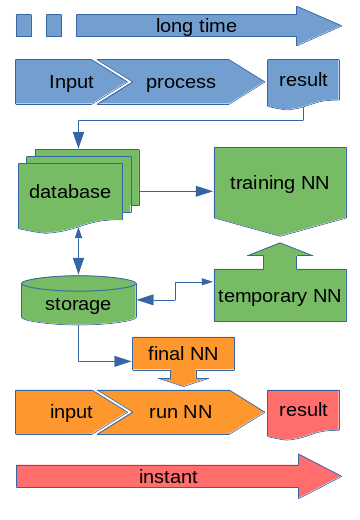 long time
Input
process
result
database
training NN
storage
temporary NN
final NN
input
run NN
result
instant